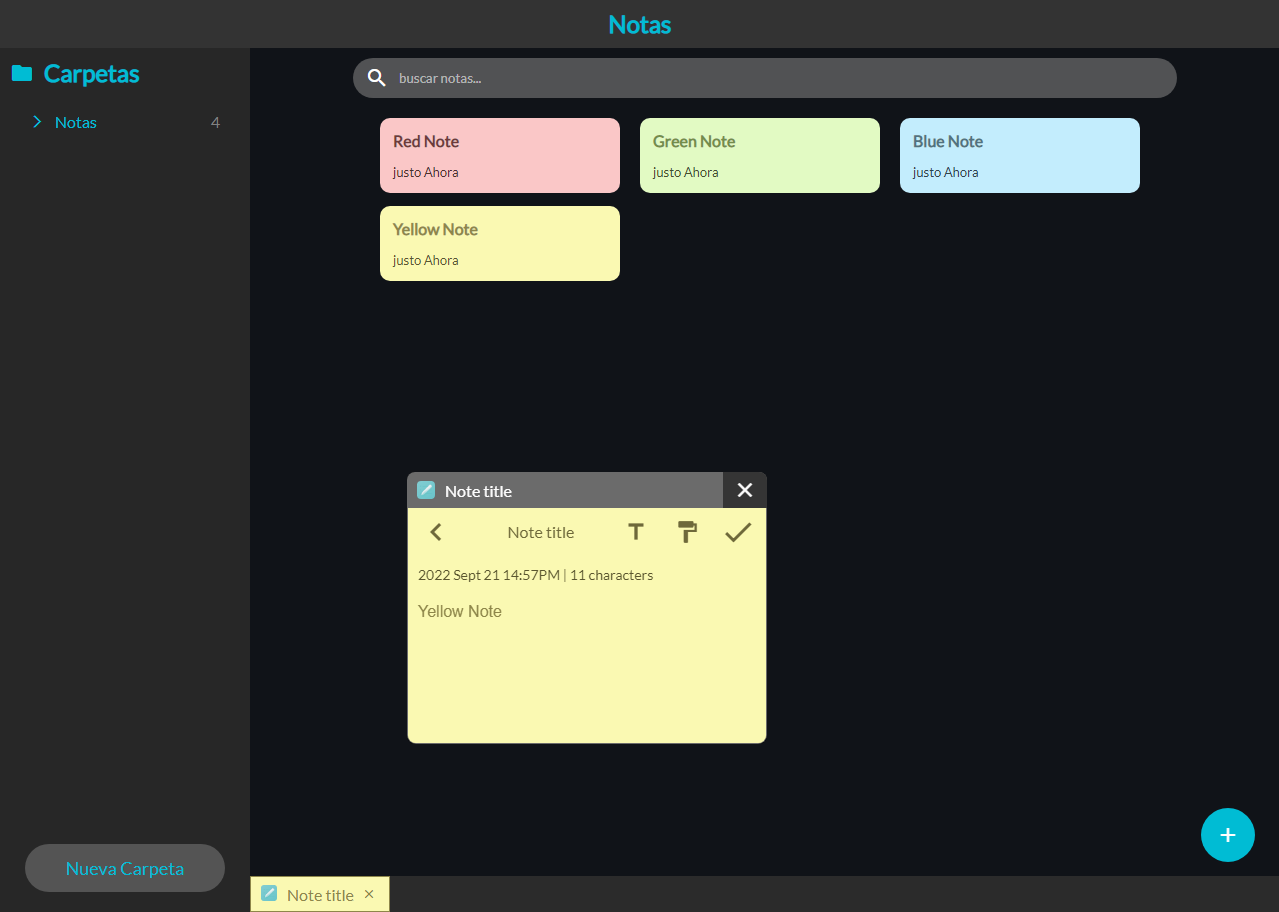 Notas
Carpetas
Notas 4
buscar notas...
Red Note
justo Ahora
Green Note
justo Ahora
Blue Note
justo Ahora
Yellow Note
justo Ahora
Note title
Note title
2022 Sept 21 14:57PM | 11 characters
Yellow Note
Nueva Carpeta
Note title